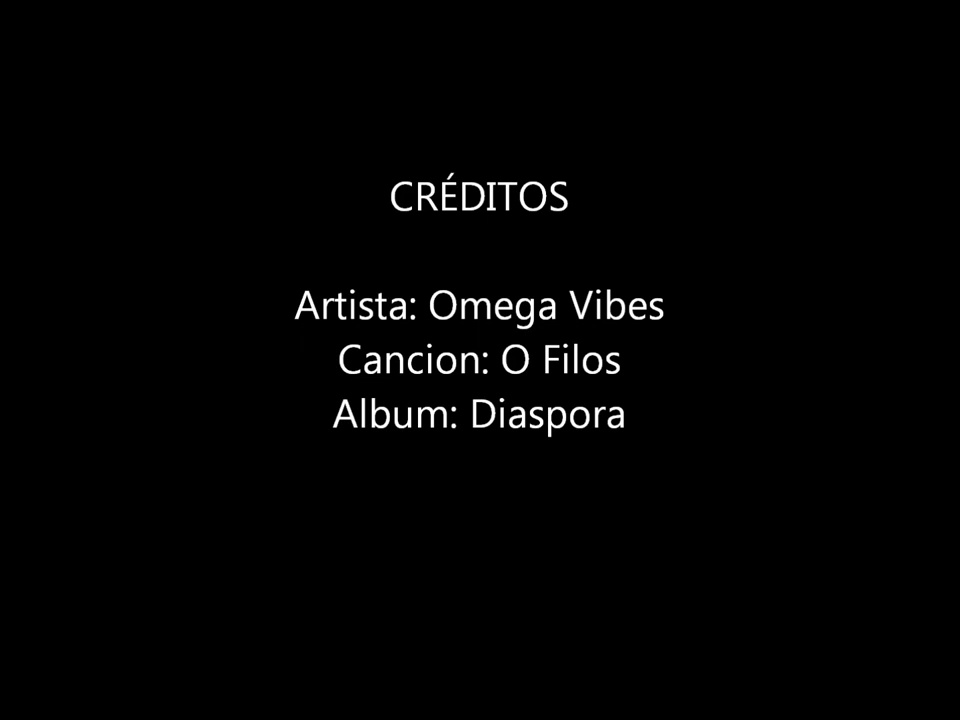 CRÉDITOS
Artista: Omega Vibes
Cancion: O Filos
Album: Diaspora